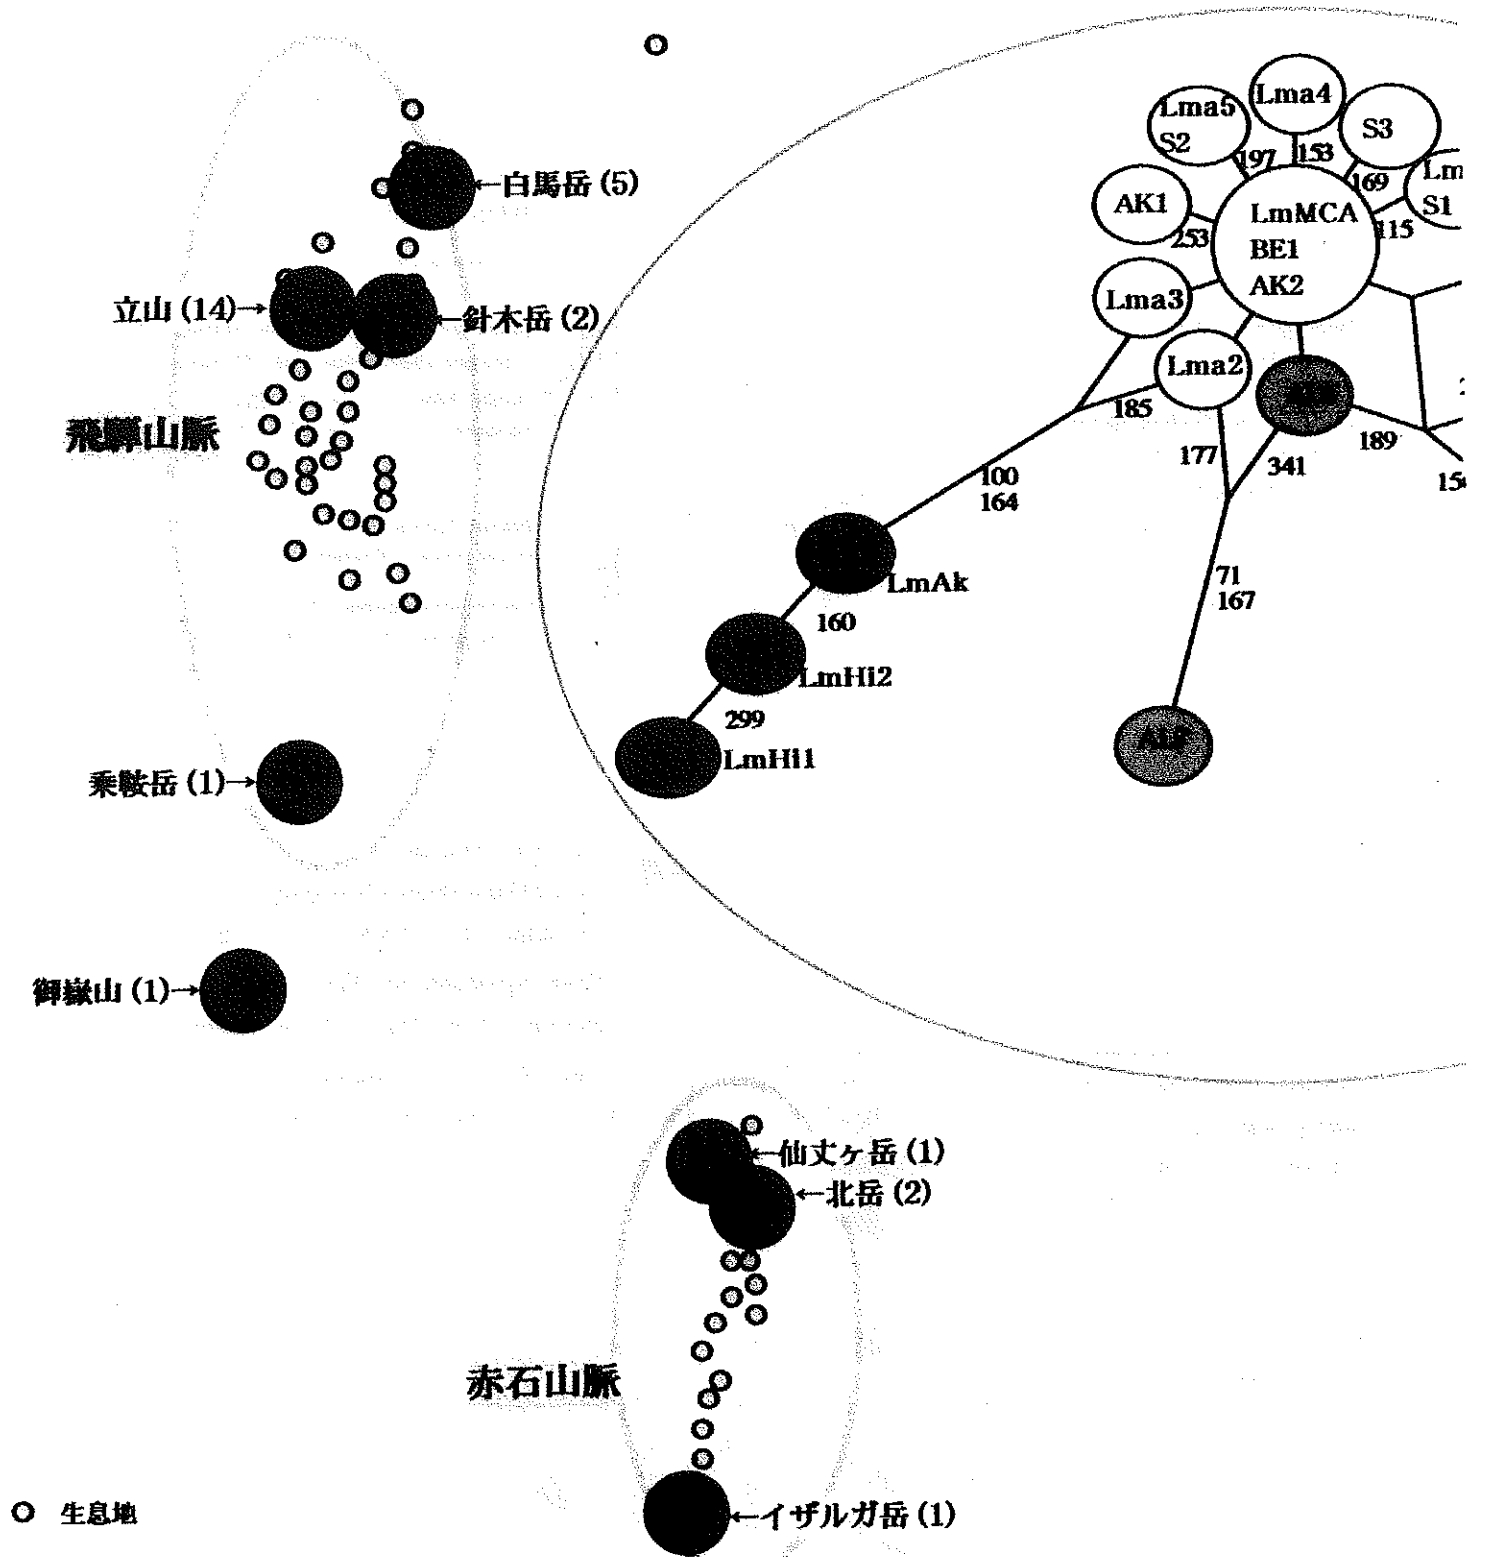 白馬岳 (5)
立山 (14)
針木岳 (2)
飛騨山脈
乗鞍岳 (1)
御嶽山 (1)
仙丈ヶ岳 (1)
北岳 (2)
赤石山脈
イザルガ岳 (1)
生息地
Lma5
S2
Lma4
S3
Lm
S1
AK1
LmMCA
BE1
AK2
Lma3
Lma2
197
153
169
115
253
185
177
341
189
100
164
71
167
LmAk
160
LmHi2
299
LmHi1